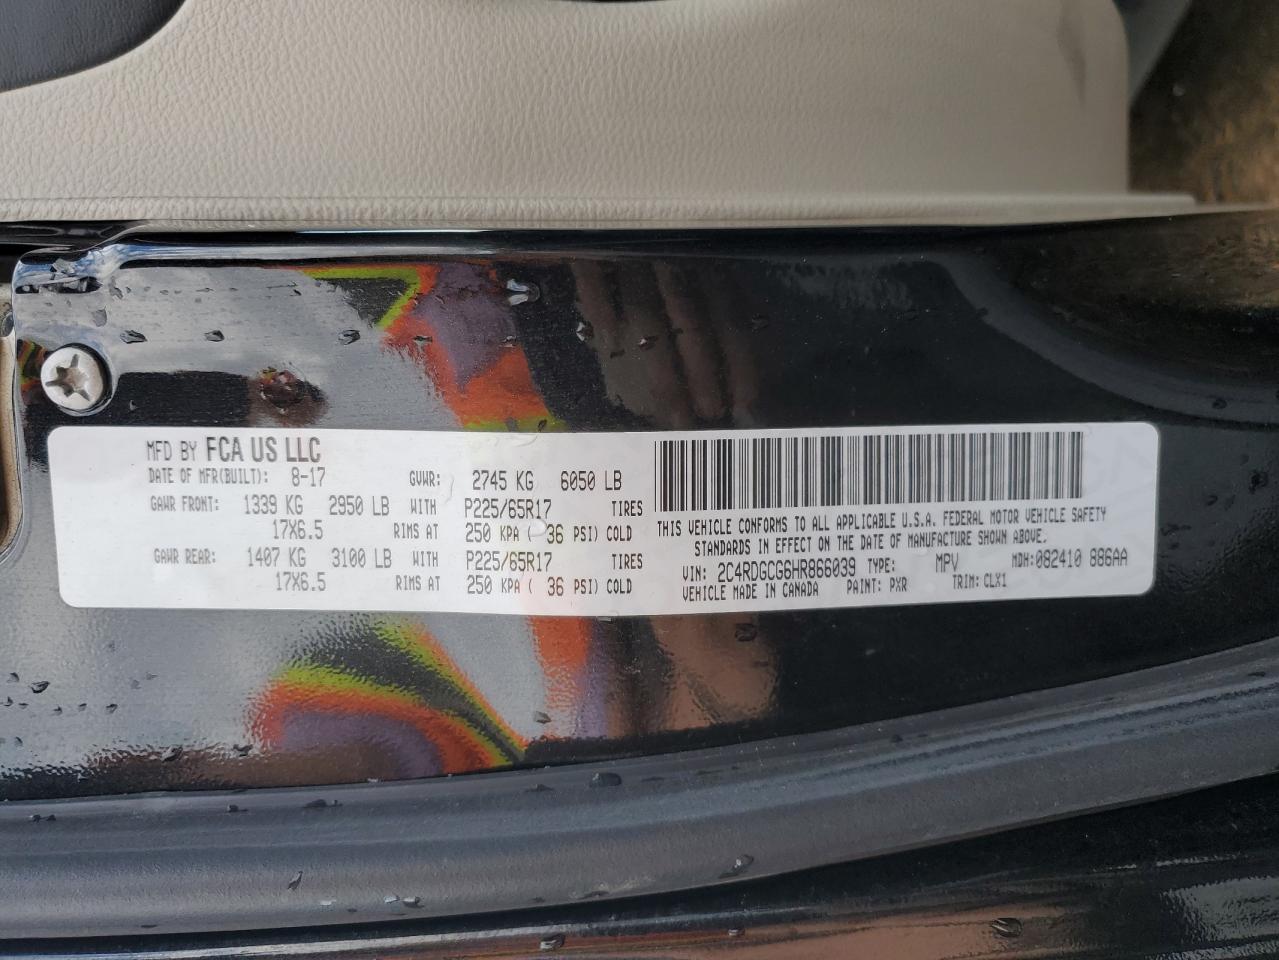 MFD BY FCA US LLC
DATE OF MFR(BUILT): 8-17 GVWR: 2745 KG 6050 LB
GAWR FRONT: 1339 KG 2950 LB WITH P225/65R17 TIRES
17X6.5 RIMS AT 250 KPA ( 36 PSI) COLD
GAWR REAR: 1407 KG 3100 LB WITH P225/65R17 TIRES
17X6.5 RIMS AT 250 KPA ( 36 PSI) COLD
THIS VEHICLE CONFORMS TO ALL APPLICABLE U.S.A. FEDERAL MOTOR VEHICLE SAFETY
STANDARDS IN EFFECT ON THE DATE OF MANUFACTURE SHOWN ABOVE.
VIN: 2C4RDGCG6HR866039 TYPE: MPV MDH: 082410 886AA
VEHICLE MADE IN CANADA PAINT: PXR TRIM: CLX1